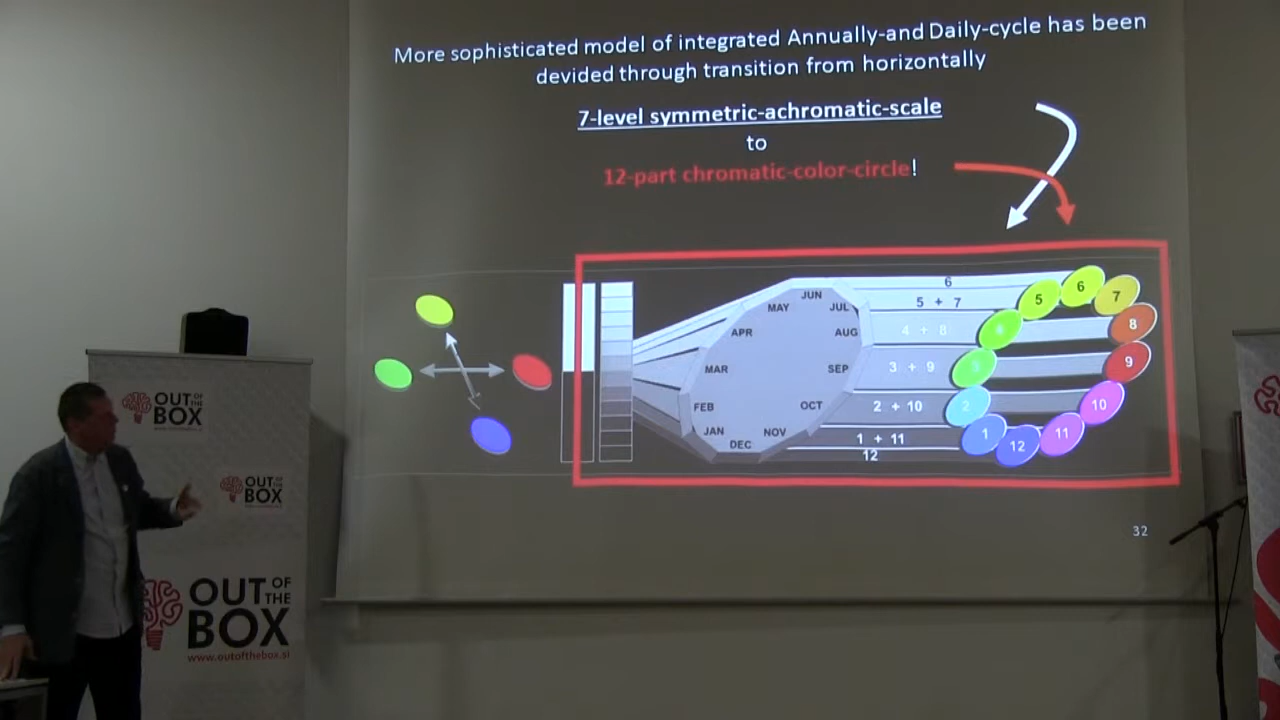 More sophisticated model of integrated Annually-and Daily-cycle has been
devided through transition from horizontally
7-level symmetric-achromatic-scale
to
12-part chromatic-color-circle!
6
5 + 7
4 + 8
3 + 9
2 + 10
1 + 11
12
JUN
MAY
JUL
APR
AUG
MAR
SEP
FEB
OCT
JAN
NOV
DEC
6
5
7
8
9
3
10
2
11
1
12
32
OUT OF THE BOX
OUT OF THE BOX
OUT OF THE BOX
www.outofthebox.si